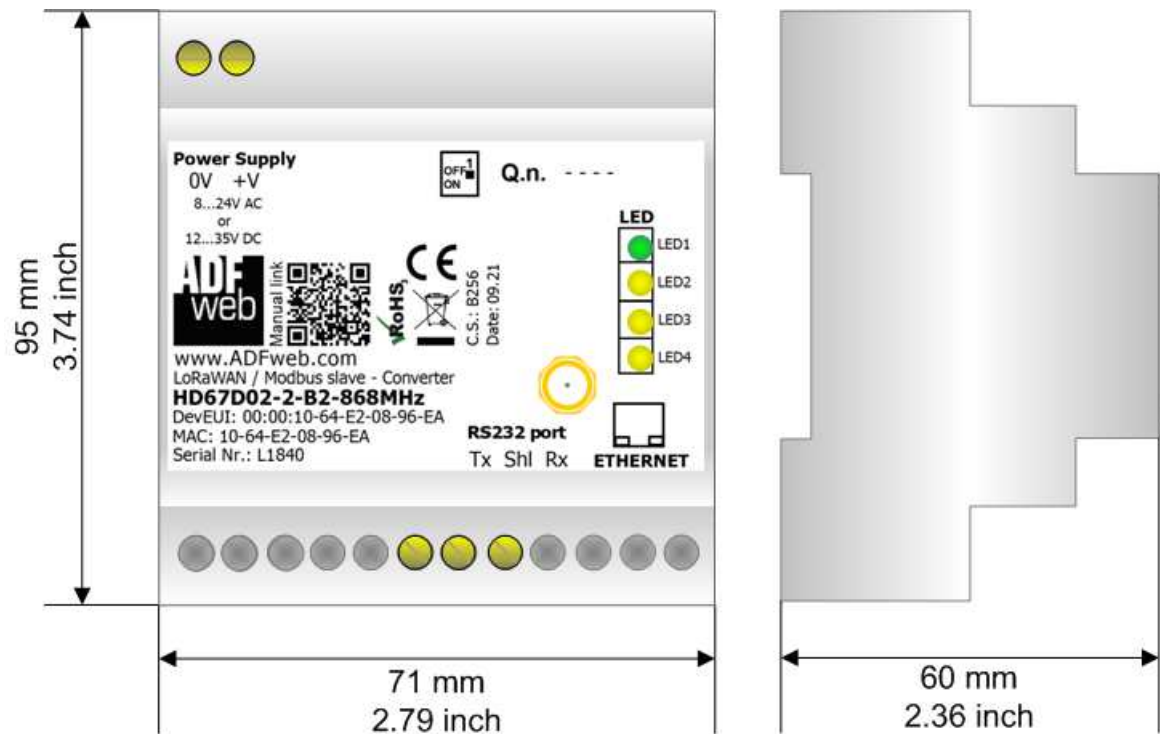 Power Supply
0V +V
8...24V AC
or
12...35V DC
OFF 1
ON
Q.n. - - - -
LED
LED1
LED2
LED3
LED4
ADF
web
Manual link
RoHS
CE
C.S.: B256
Date: 09.21
www.ADFweb.com
LoRaWAN / Modbus slave - Converter
HD67D02-2-B2-868MHz
DevEUI: 00:00:10-64-E2-08-96-EA
MAC: 10-64-E2-08-96-EA
Serial Nr.: L1840
RS232 port
Tx Shl Rx
ETHERNET
95 mm
3.74 inch
71 mm
2.79 inch
60 mm
2.36 inch